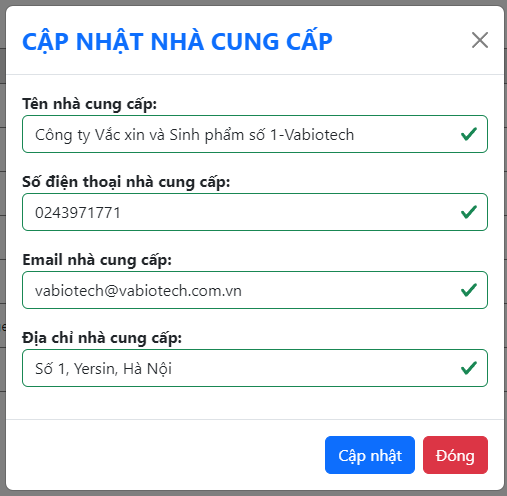 CẬP NHẬT NHÀ CUNG CẤP
Tên nhà cung cấp:
Công ty Vắc xin và Sinh phẩm số 1-Vabiotech
Số điện thoại nhà cung cấp:
0243971771
Email nhà cung cấp:
vabiotech@vabiotech.com.vn
Địa chỉ nhà cung cấp:
Số 1, Yersin, Hà Nội
Cập nhật Đóng